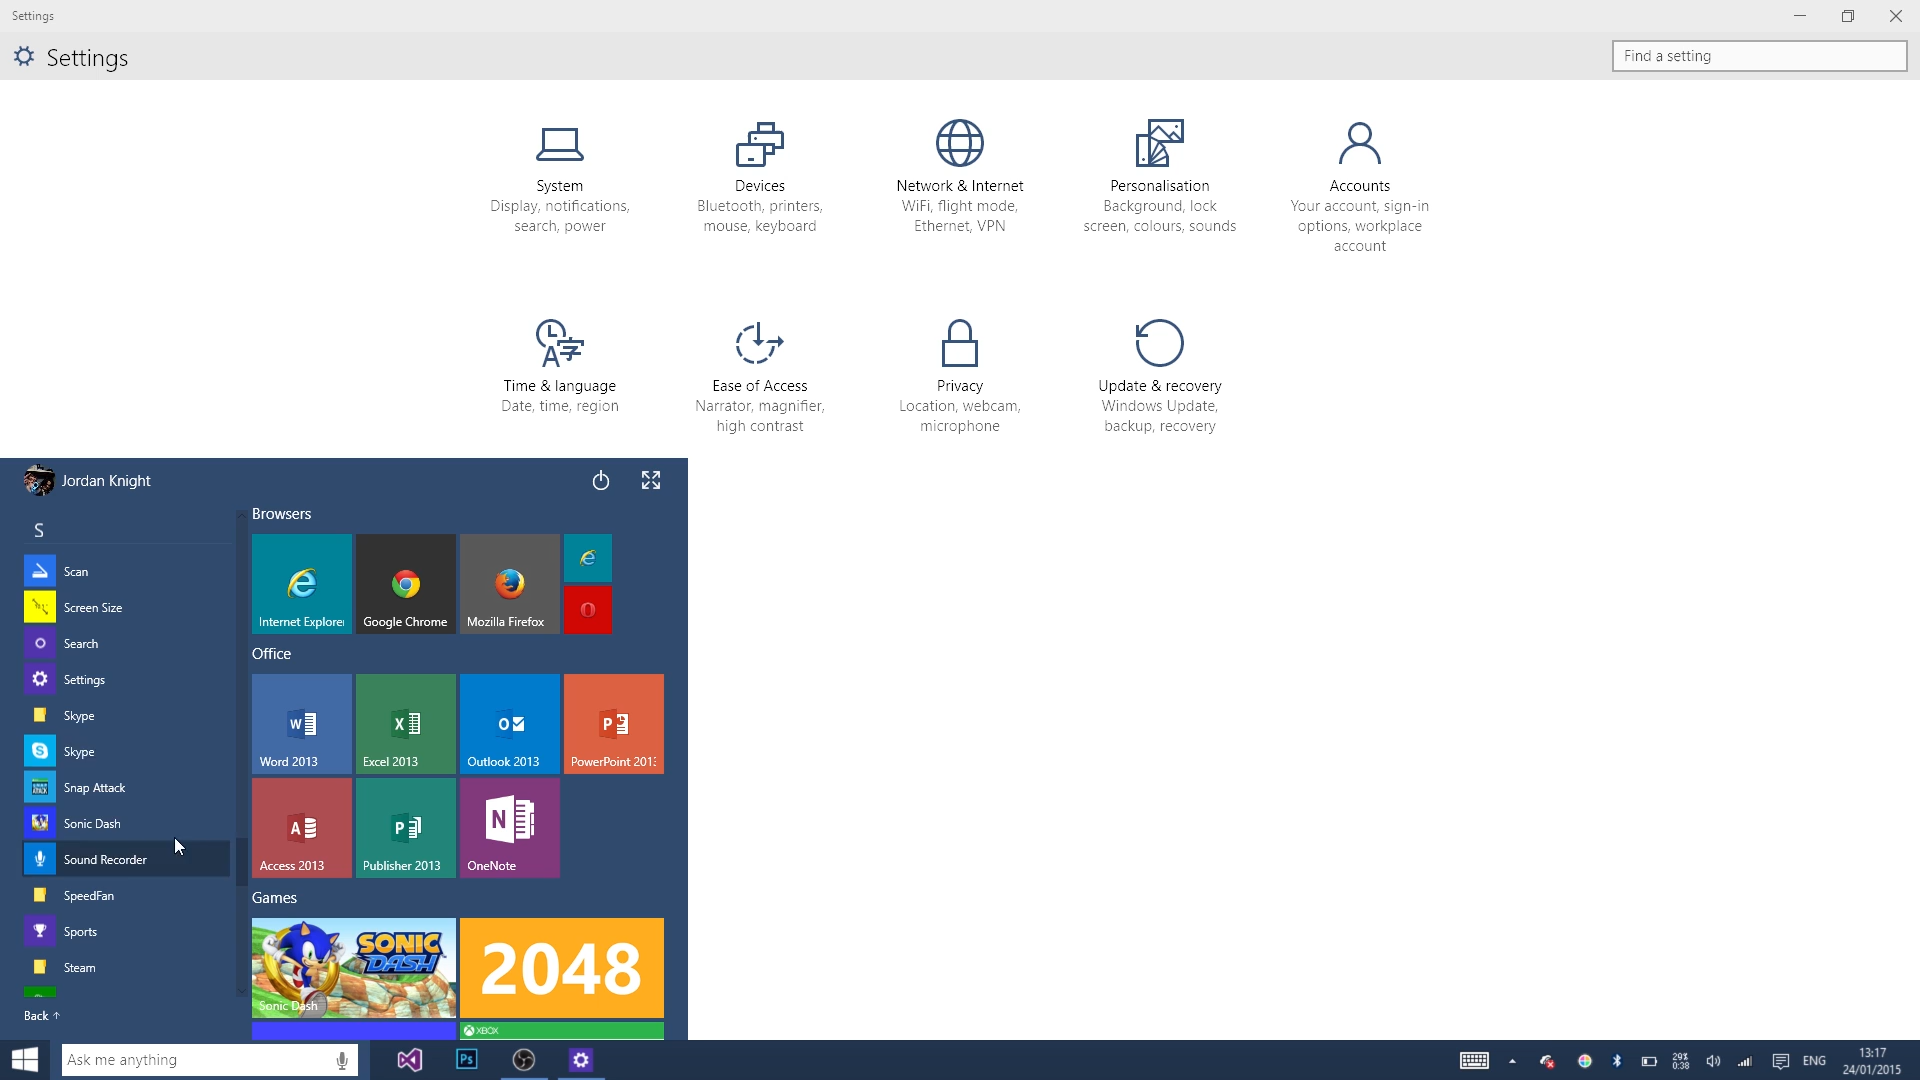 Settings
Settings
Find a setting
System
Display, notifications,
search, power
Devices
Bluetooth, printers,
mouse, keyboard
Network & Internet
WiFi, flight mode,
Ethernet, VPN
Personalisation
Background, lock
screen, colours, sounds
Accounts
Your account, sign-in
options, workplace
account
Time & language
Date, time, region
Ease of Access
Narrator, magnifier,
high contrast
Privacy
Location, webcam,
microphone
Update & recovery
Windows Update,
backup, recovery
Jordan Knight
S
Scan
Screen Size
Search
Settings
Skype
Skype
Snap Attack
Sonic Dash
Sound Recorder
SpeedFan
Sports
Steam
Back
Browsers
Internet Explorer
Google Chrome
Mozilla Firefox
Office
Word 2013
Excel 2013
Outlook 2013
PowerPoint 2013
Access 2013
Publisher 2013
OneNote
Games
SONIC
DASH
Sonic Dash
2048
XBOX
Ask me anything
Ps
29%
0:38
ENG
13:17
24/01/2015